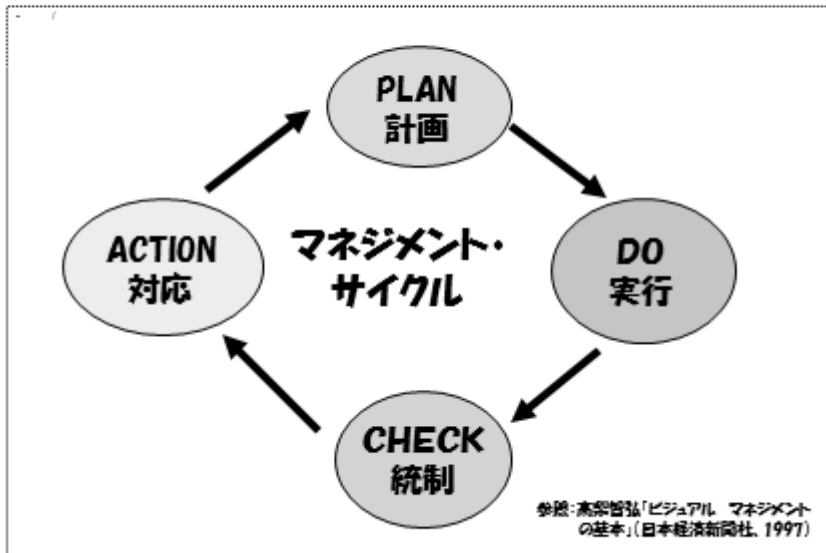 PLAN
計画
ACTION
対応
マネジメント・
サイクル
DO
実行
CHECK
統制
参照:高梨智弘「ビジュアル マネジメント
の基本」(日本経済新聞社、1997)